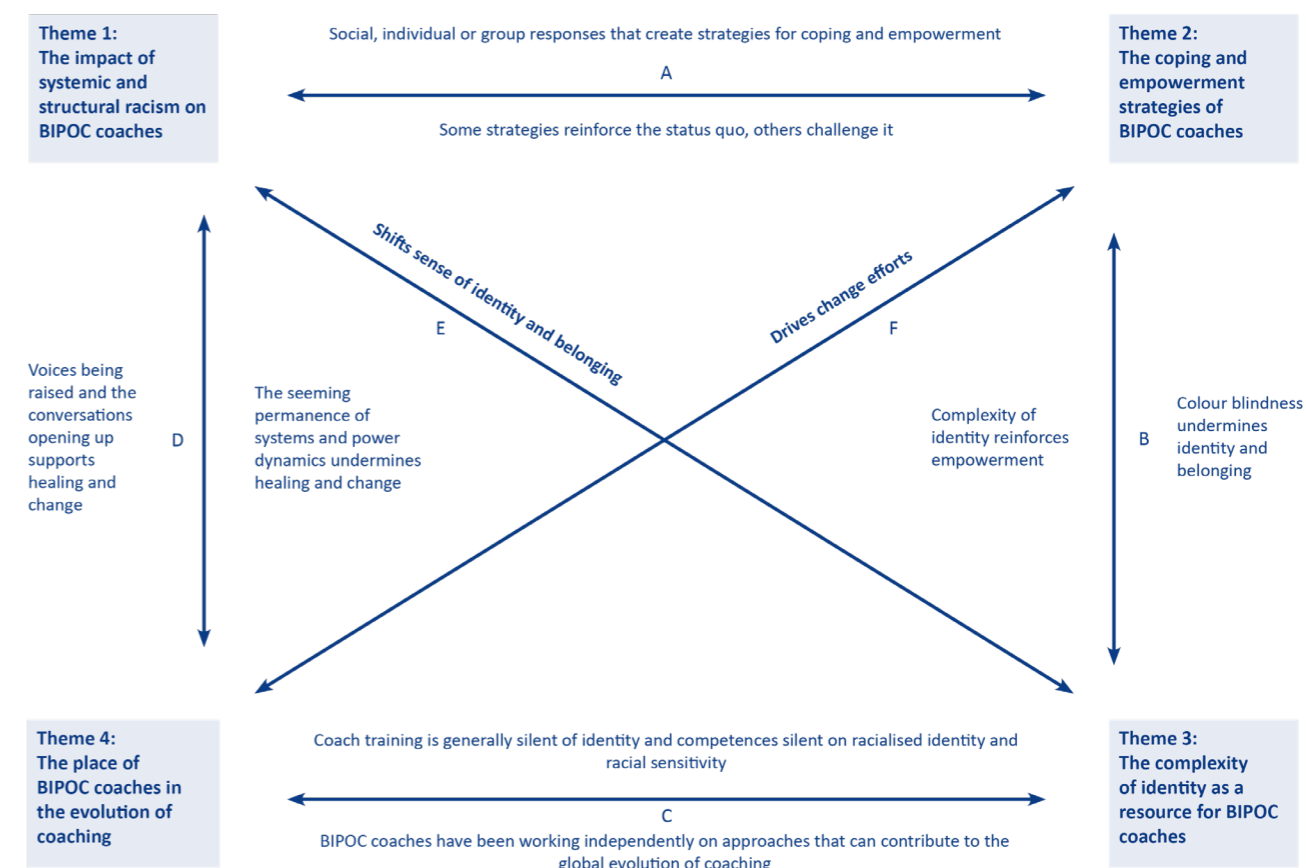 Theme 1:
The impact of
systemic and
structural racism on
BIPOC coaches
Social, individual or group responses that create strategies for coping and empowerment
A
Some strategies reinforce the status quo, others challenge it
Theme 2:
The coping and
empowerment
strategies of
BIPOC coaches
Shifts sense of identity and belonging
E
Drives change efforts
F
Voices being
raised and the
conversations
opening up
supports
healing and
change
D
The seeming
permanence of
systems and power
dynamics undermines
healing and change
Complexity of
identity reinforces
empowerment
B
Colour blindness
undermines
identity and
belonging
Theme 4:
The place of
BIPOC coaches in
the evolution of
coaching
Coach training is generally silent of identity and competences silent on racialised identity and
racial sensitivity
C
BIPOC coaches have been working independently on approaches that can contribute to the
global evolution of coaching
Theme 3:
The complexity
of identity as a
resource for BIPOC
coaches